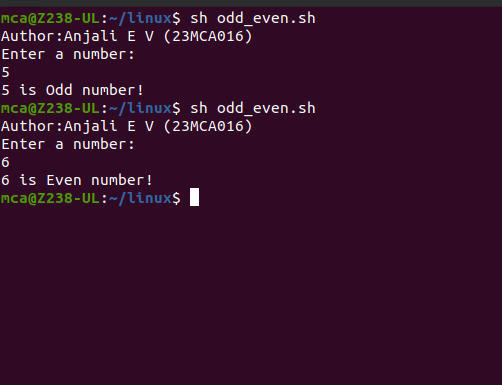 mca@Z238-UL:~/linux$ sh odd_even.sh
Author:Anjali E V (23MCA016)
Enter a number:
5
5 is Odd number!
mca@Z238-UL:~/linux$ sh odd_even.sh
Author:Anjali E V (23MCA016)
Enter a number:
6
6 is Even number!
mca@Z238-UL:~/linux$